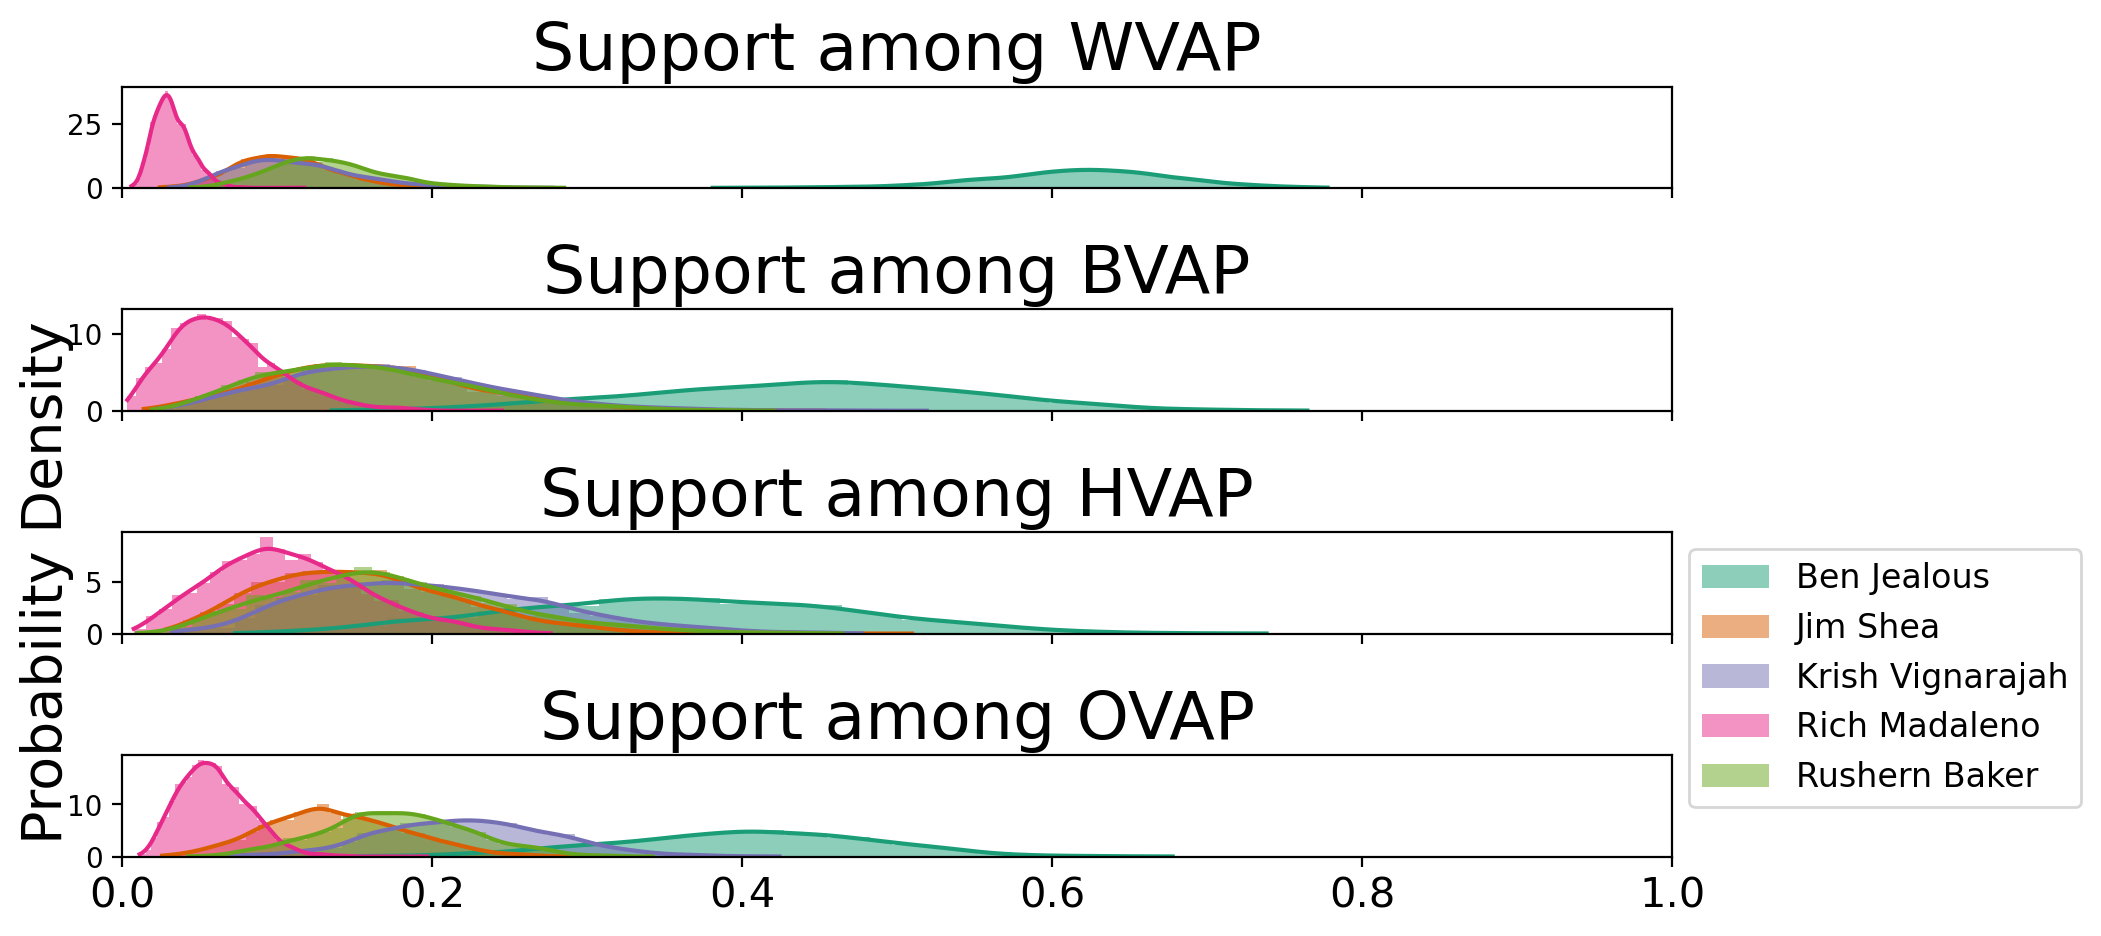 Support among WVAP
25
0
Support among BVAP
10
0
Support among HVAP
5
0
Support among OVAP
10
0
0.0 0.2 0.4 0.6 0.8 1.0
Probability Density
Ben Jealous
Jim Shea
Krish Vignarajah
Rich Madaleno
Rushern Baker